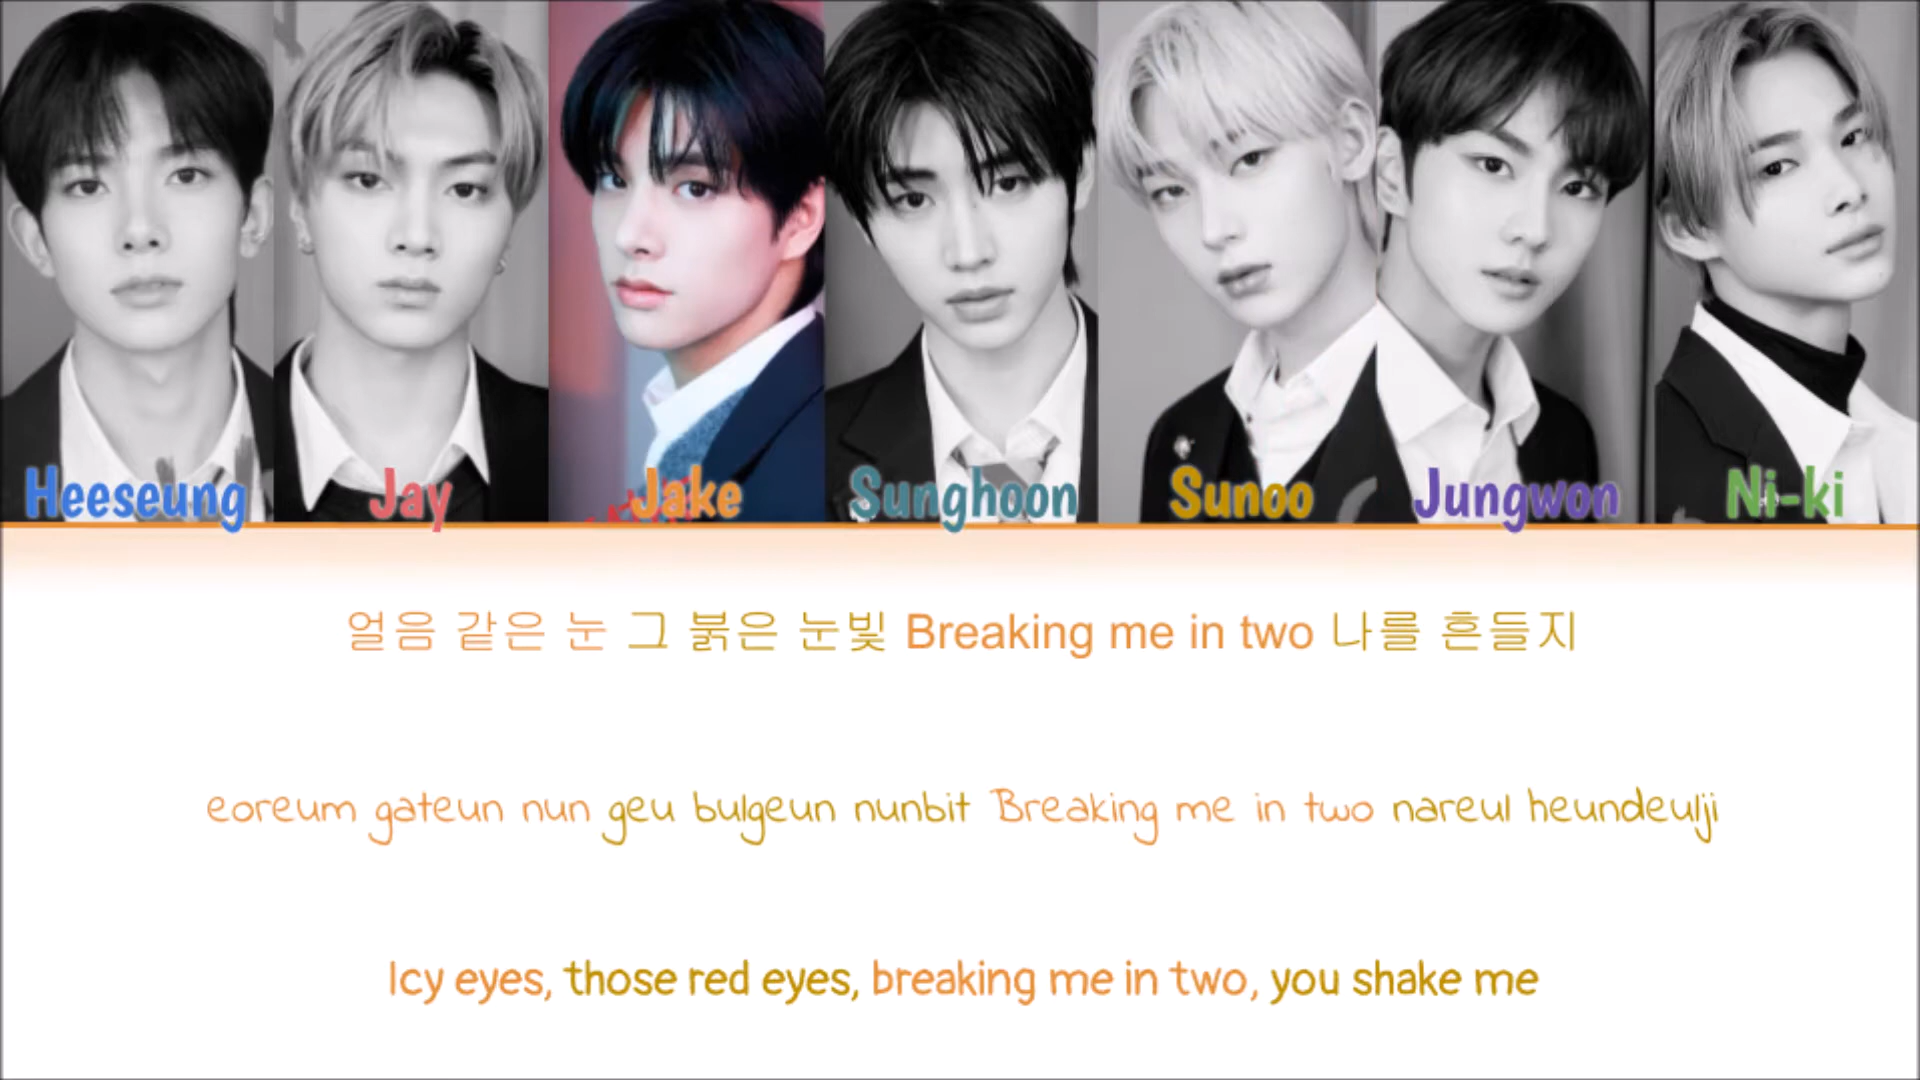 Heeseung Jay Jake Sunghoon Sunoo Jungwon Ni-ki
얼음 같은 눈 그 붉은 눈빛 Breaking me in two 나를 흔들지
eoreum gateun nun geu bulgeun nunbit Breaking me in two nareul heundeulji
Icy eyes, those red eyes, breaking me in two, you shake me